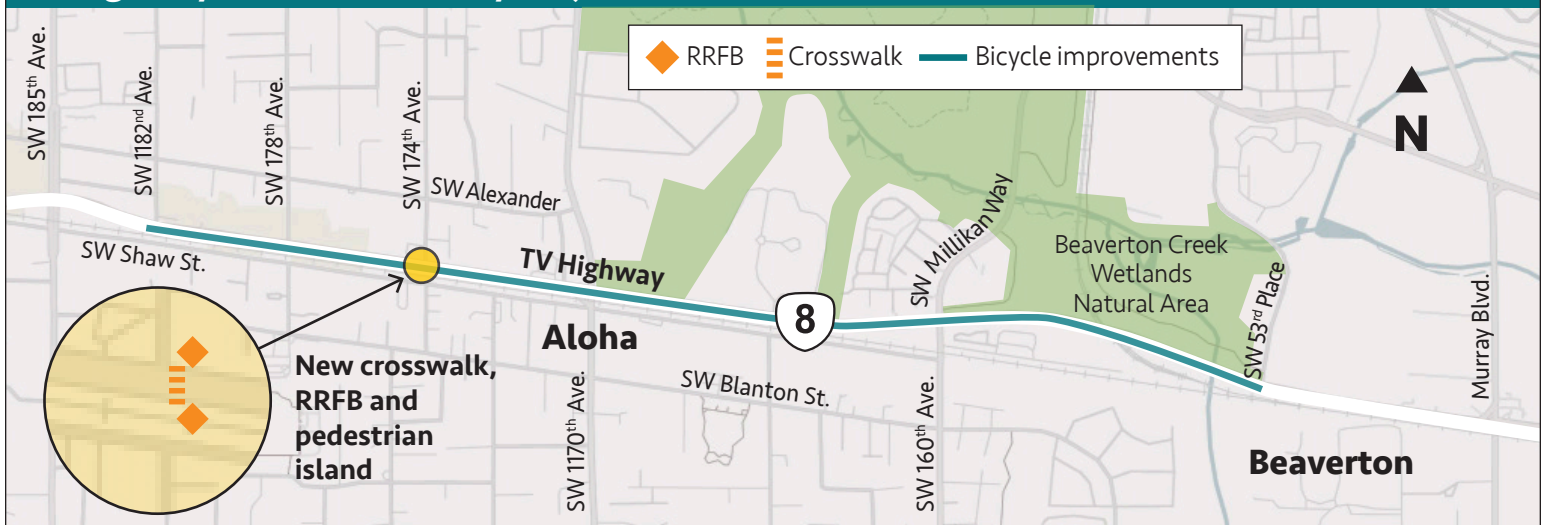 RRFB
Crosswalk
Bicycle improvements
N
SW 185th Ave.
SW 1182nd Ave.
SW 178th Ave.
SW 174th Ave.
SW Alexander
SW Shaw St.
TV Highway
8
SW Millikan Way
Beaverton Creek
Wetlands
Natural Area
SW 53rd Place
Murray Blvd.
Aloha
New crosswalk,
RRFB and
pedestrian
island
SW 1170th Ave.
SW Blanton St.
SW 160th Ave.
Beaverton